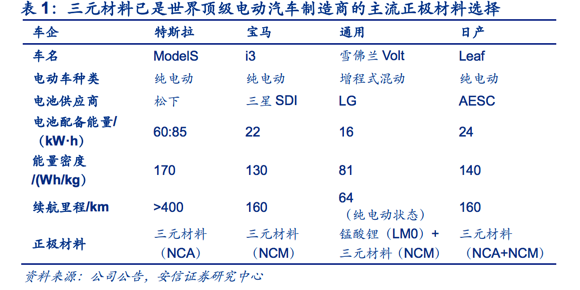 表1：三元材料已是世界顶级电动汽车制造商的主流正极材料选择
车企 特斯拉 宝马 通用 日产
车名 ModelS i3 雪佛兰 Volt Leaf
电动车种类 纯电动 纯电动 增程式混动 纯电动
电池供应商 松下 三星 SDI LG AESC
电池配备能量/
（kW·h） 60:85 22 16 24
能量密度
/(Wh/kg) 170 130 81 140
续航里程/km >400 160 64
（纯电动状态） 160
正极材料 三元材料
（NCA） 三元材料
（NCM） 锰酸锂（LM0）+
三元材料（NCM） 三元材料
（NCA+NCM）
资料来源：公司公告，安信证券研究中心